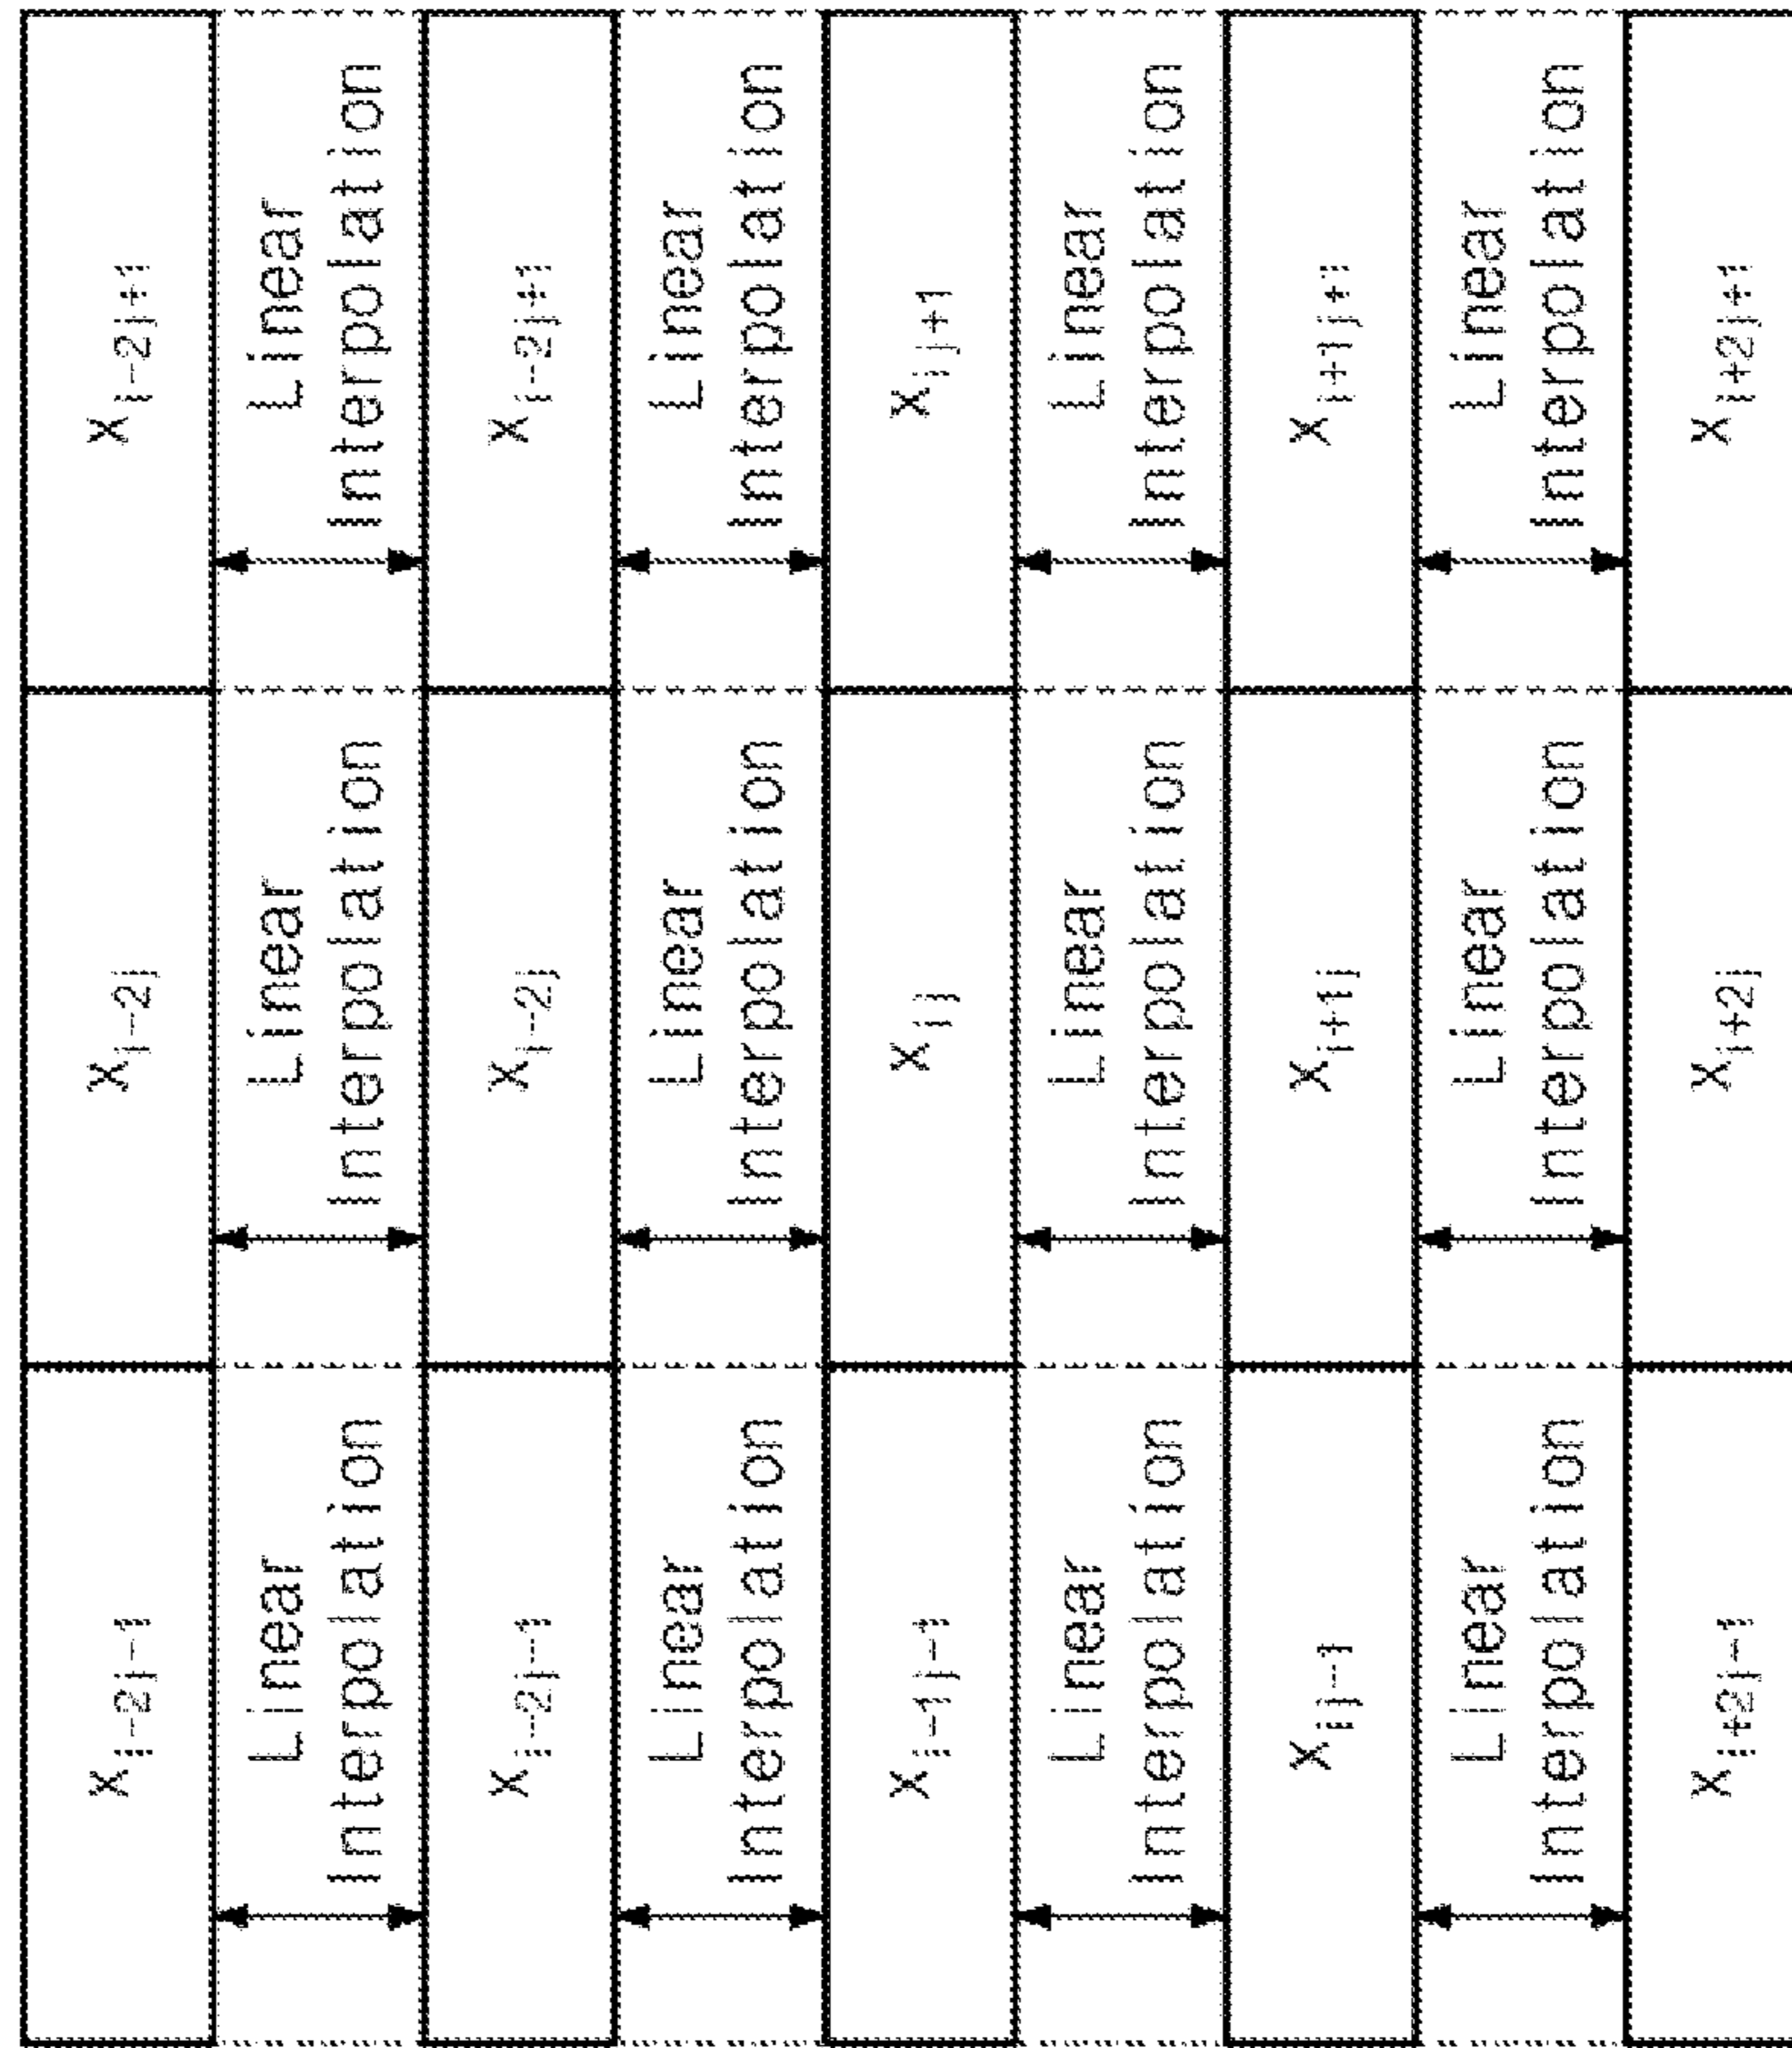 Xi-2j-1
Xi-2j
Xi-2j+1
Linear
Interpolation
Linear
Interpolation
Linear
Interpolation
Xi-2j-1
Xi-2j
Xi-2j+1
Linear
Interpolation
Linear
Interpolation
Linear
Interpolation
Xi-1j-1
Xij
Xij+1
Linear
Interpolation
Linear
Interpolation
Linear
Interpolation
Xij-1
Xi+1j
Xi+1j+1
Linear
Interpolation
Linear
Interpolation
Linear
Interpolation
Xi+2j-1
Xi+2j
Xi+2j+1